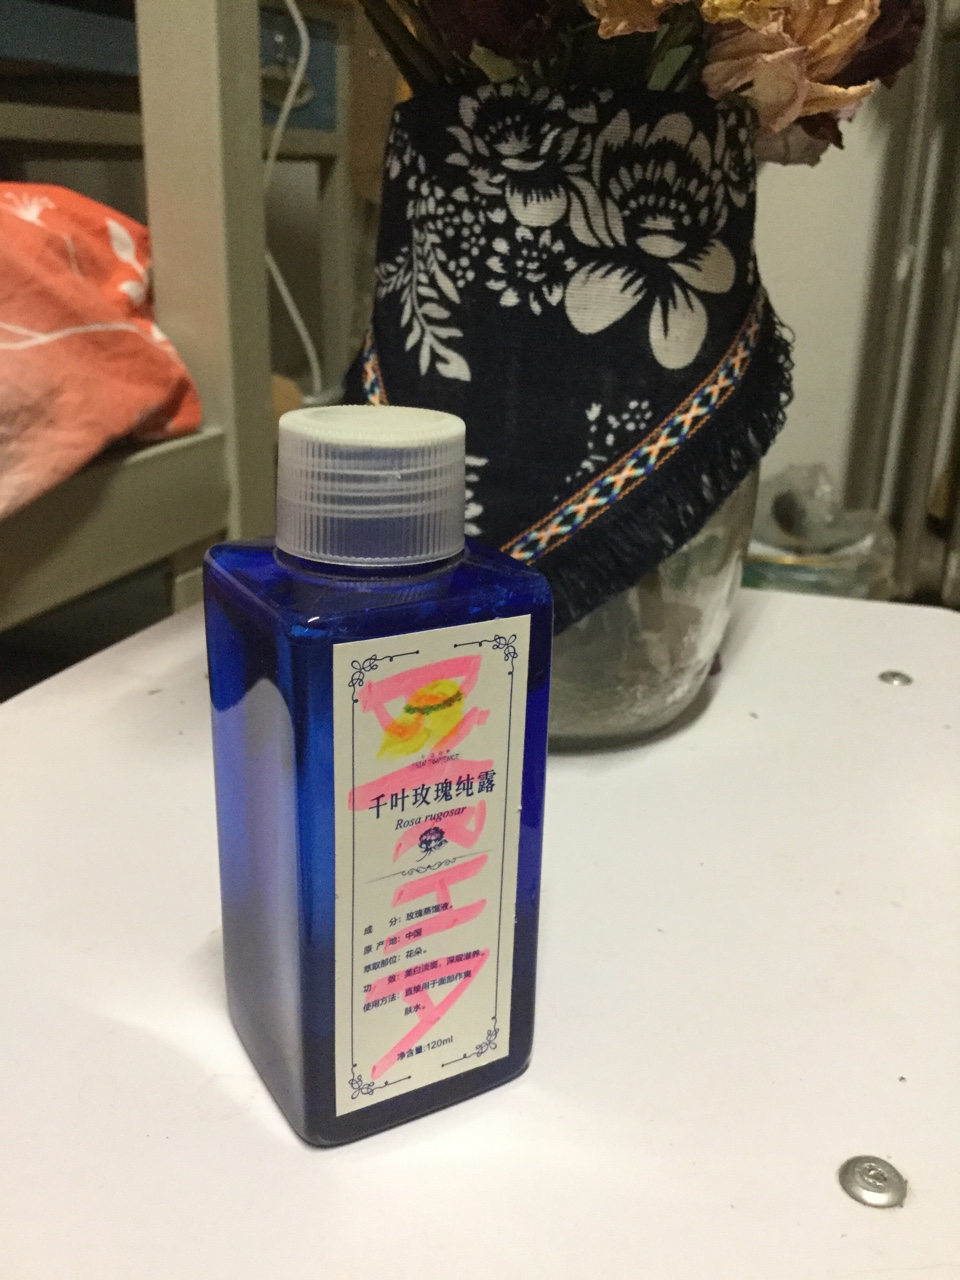 千叶玫瑰纯露
Rosa rugosar
成 分：玫瑰蒸馏液。
原 产 地：中国
萃取部位：花朵。
功 效：美白淡斑，深层滋养。
使用方法：直接用于面部作爽
肤水。
净含量:120ml